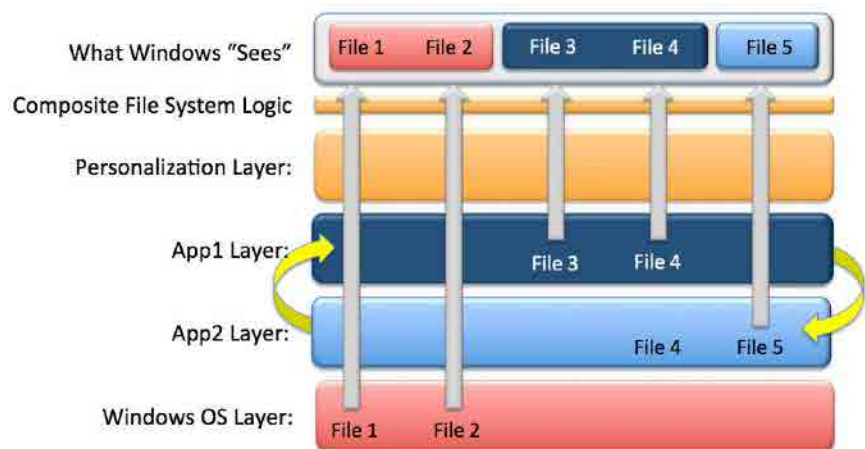 What Windows “Sees”
File 1 File 2 File 3 File 4 File 5
Composite File System Logic
Personalization Layer:
App1 Layer:
File 3 File 4
App2 Layer:
File 4 File 5
Windows OS Layer:
File 1 File 2